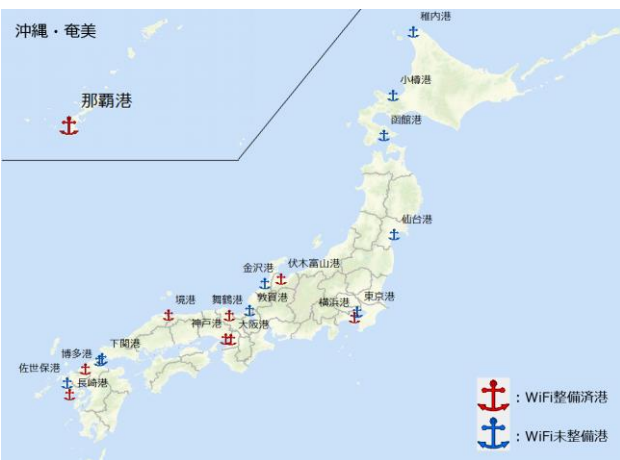 沖縄・奄美
那覇港
稚内港
小樽港
函館港
仙台港
伏木富山港
金沢港
敦賀港
東京港
横浜港
境港
舞鶴港
神戸港
大阪港
下関港
博多港
佐世保港
長崎港
：WiFi整備済港
：WiFi未整備港